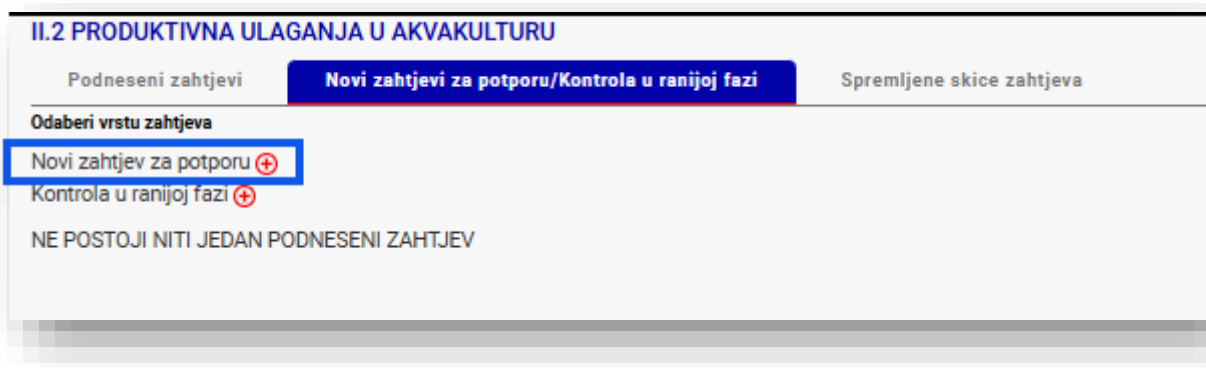 II.2 PRODUKTIVNA ULAGANJA U AKVAKULTURU
Podneseni zahtjevi Novi zahtjevi za potporu/Kontrola u ranijoj fazi Spremljene skice zahtjeva
Odaberi vrstu zahtjeva
Novi zahtjev za potporu
Kontrola u ranijoj fazi
NE POSTOJI NITI JEDAN PODNESENI ZAHTJEV